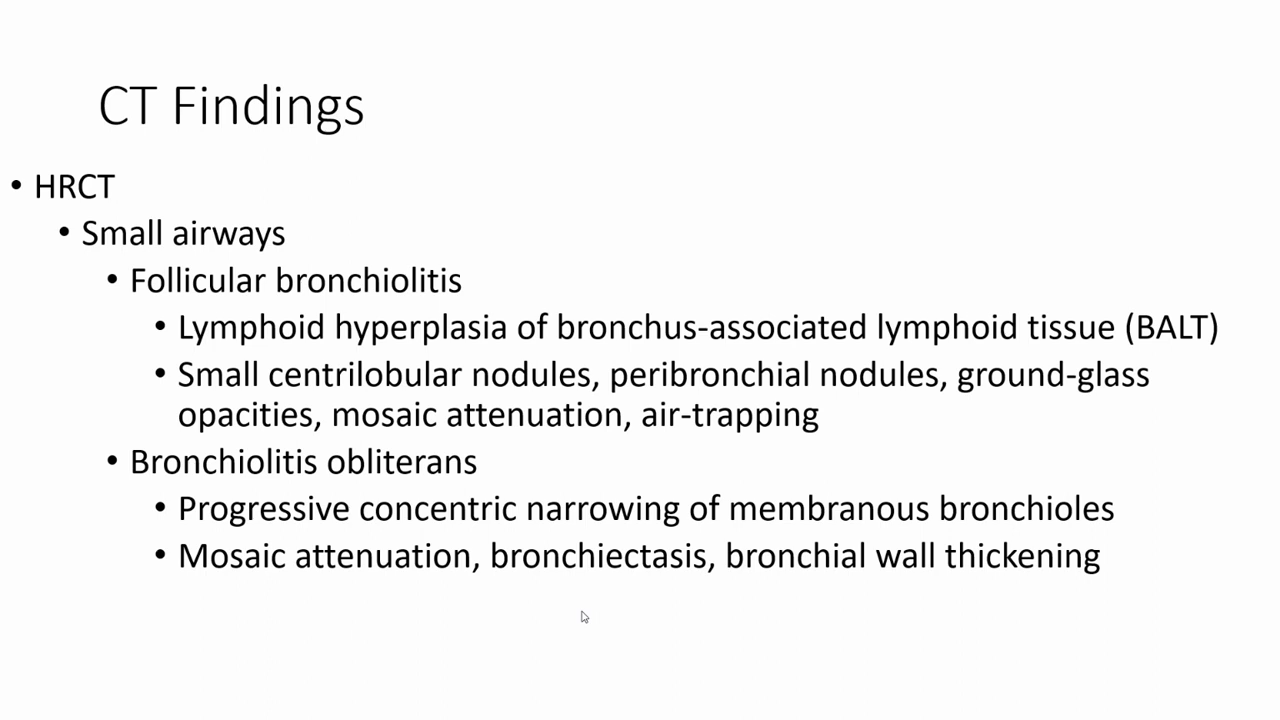 CT Findings
• HRCT
• Small airways
• Follicular bronchiolitis
• Lymphoid hyperplasia of bronchus-associated lymphoid tissue (BALT)
• Small centrilobular nodules, peribronchial nodules, ground-glass
opacities, mosaic attenuation, air-trapping
• Bronchiolitis obliterans
• Progressive concentric narrowing of membranous bronchioles
• Mosaic attenuation, bronchiectasis, bronchial wall thickening